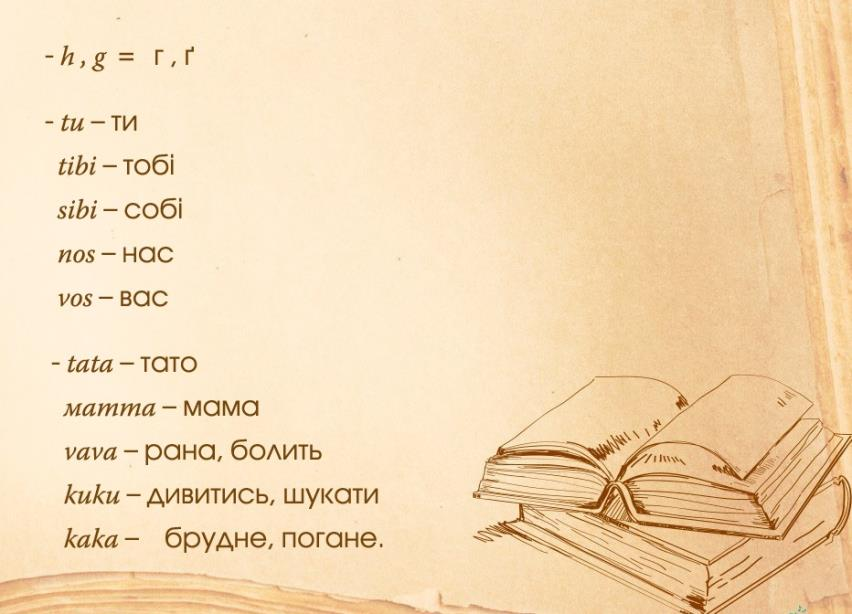 - h, g = г, ґ
- tu – ти
tibi – тобі
sibi – собі
nos – нас
vos – вас
- tata – тато
мamma – мама
vava – рана, болить
kuku – дивитись, шукати
kaka – брудне, погане.